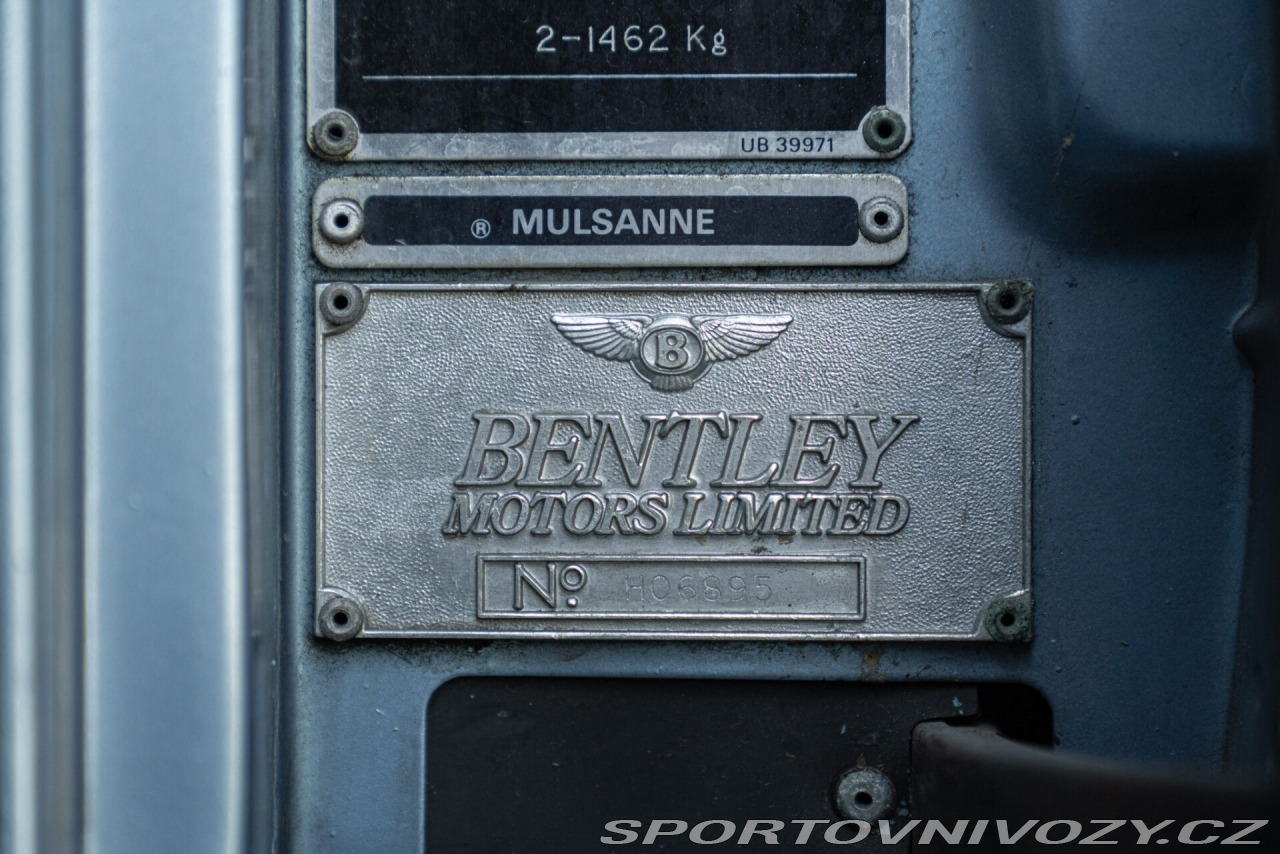 2-1462 Kg
UB 39971
® MULSANNE
B
BENTLEY
MOTORS LIMITED
Nº. H06895
SPORTOVNIVOZY.CZ